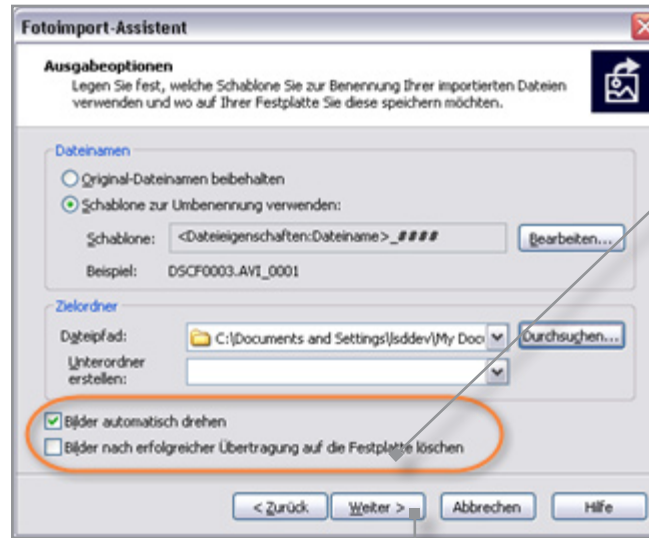 Fotoimport-Assistent
Ausgabeoptionen
Legen Sie fest, welche Schablone Sie zur Benennung Ihrer importierten Dateien
verwenden und wo auf Ihrer Festplatte Sie diese speichern möchten.
Dateinamen
Original-Dateinamen beibehalten
Schablone zur Umbenennung verwenden:
Schablone: <Dateieigenschaften:Dateiname>_#### Bearbeiten...
Beispiel: DSCF0003.AVI_0001
Zielordner
Dateipfad: C:\Documents and Settings\lsddev\My Doc Durchsuchen...
Unterordner
erstellen:
Bilder automatisch drehen
Bilder nach erfolgreicher Übertragung auf die Festplatte löschen
< Zurück Weiter > Abbrechen Hilfe